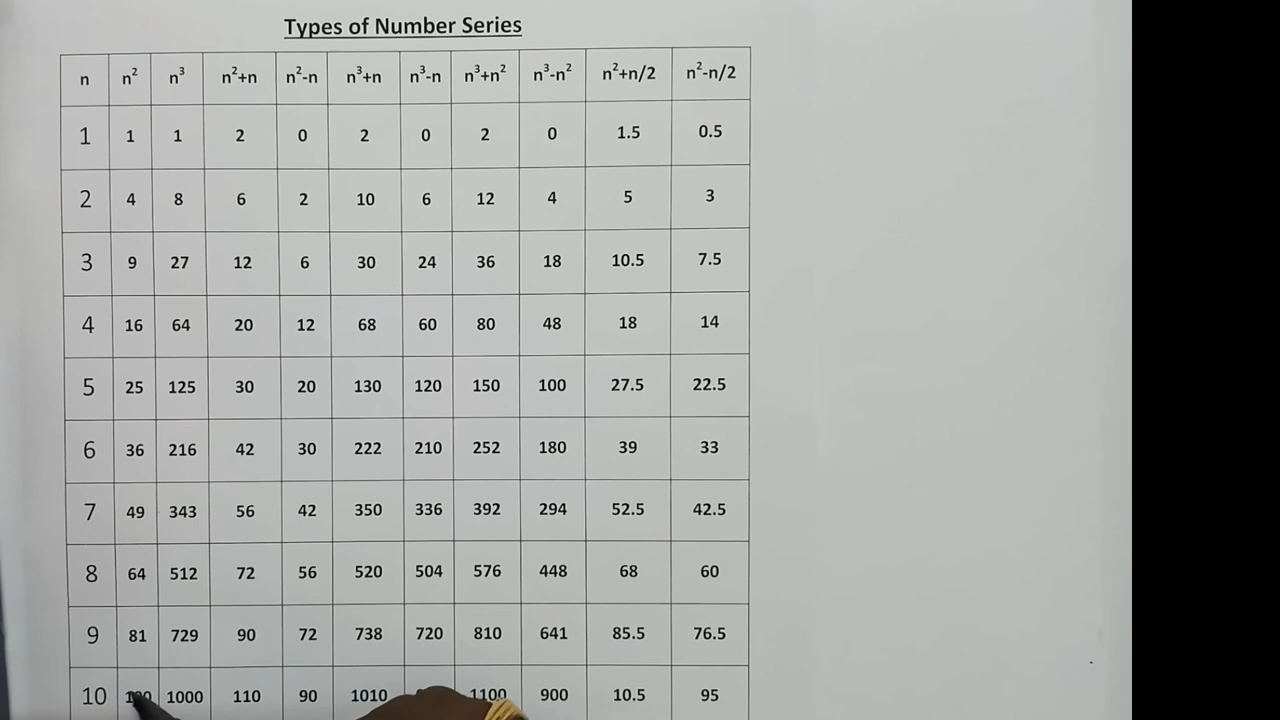 Types of Number Series
n n² n³ n²+n n²-n n³+n n³-n n³+n² n³-n² n²+n/2 n²-n/2
1 1 1 2 0 2 0 2 0 1.5 0.5
2 4 8 6 2 10 6 12 4 5 3
3 9 27 12 6 30 24 36 18 10.5 7.5
4 16 64 20 12 68 60 80 48 18 14
5 25 125 30 20 130 120 150 100 27.5 22.5
6 36 216 42 30 222 210 252 180 39 33
7 49 343 56 42 350 336 392 294 52.5 42.5
8 64 512 72 56 520 504 576 448 68 60
9 81 729 90 72 738 720 810 641 85.5 76.5
10 100 1000 110 90 1010 1100 900 10.5 95